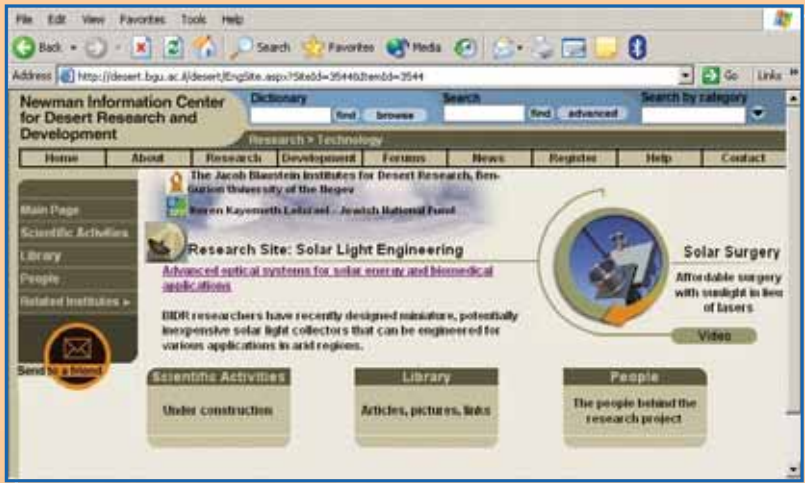 File Edit View Favorites Tools Help
Back Search Favorites Media
Address http://desert.bgu.ac.il/desert/EngSite.aspx?SiteId=3544&ItemId=3544 Go Links »
Newman Information Center
for Desert Research and
Development
Dictionary
find browse
Search
find advanced
Search by category
Research > Technology
Home About Research Development Forums News Register Help Contact
The Jacob Blaustein Institutes for Desert Research, Ben-
Gurion University of the Negev
Keren Kayemeth LeIsrael - Jewish National Fund
Main Page
Scientific Activities
Library
People
Related Institutes
Send to a friend
Research Site: Solar Light Engineering
Advanced optical systems for solar energy and biomedical
applications
BIDR researchers have recently designed miniature, potentially
inexpensive solar light collectors that can be engineered for
various applications in arid regions.
Solar Surgery
Affordable surgery
with sunlight in lieu
of lasers
Video
Scientific Activities
Under construction
Library
Articles, pictures, links
People
The people behind the
research project